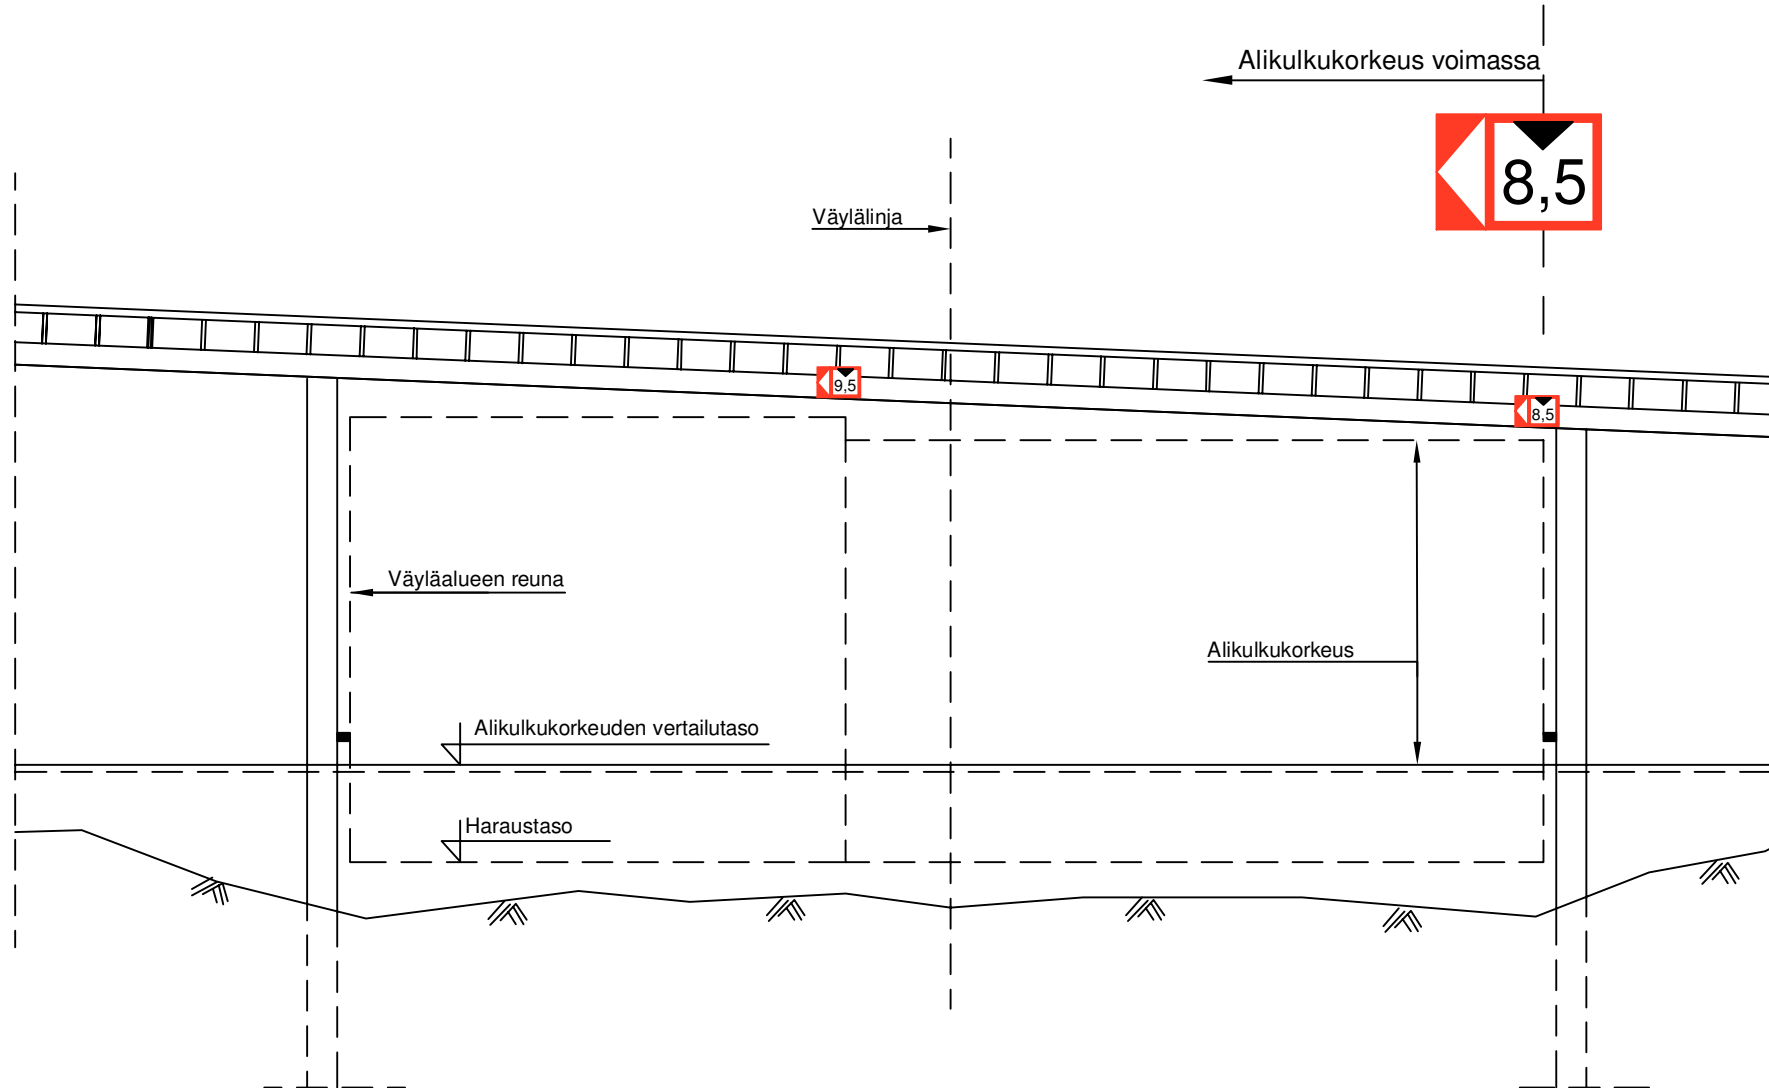 Alikulkukorkeus voimassa
8,5
Väylälinja
9,5
8,5
Väyläalueen reuna
Alikulkukorkeus
Alikulkukorkeuden vertailutaso
Haraustaso